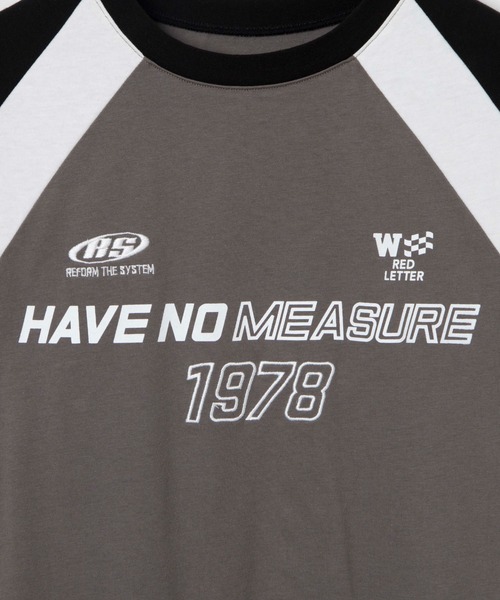 RS
REFORM THE SYSTEM
W
RED
LETTER
HAVE NO MEASURE
1978